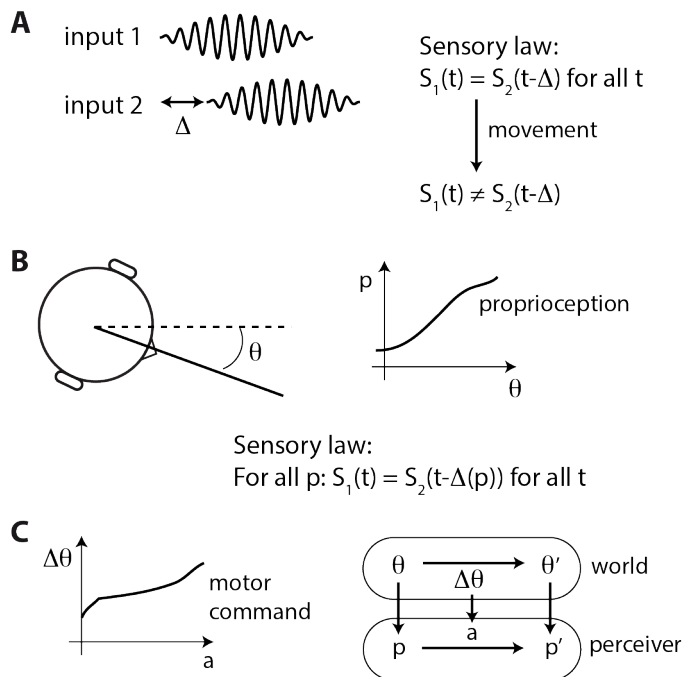 A
input 1
input 2
Δ
Sensory law:
S₁(t) = S₂(t-Δ) for all t
movement
S₁(t) ≠ S₂(t-Δ)
B
θ
p
proprioception
θ
Sensory law:
For all p: S₁(t) = S₂(t-Δ(p)) for all t
C
Δθ
motor
command
a
θ
θ′
Δθ
world
a
p
p′
perceiver